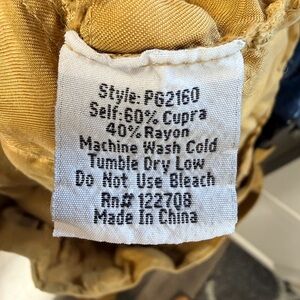 Style: PG2160
Self:60% Cupra
40% Rayon
Machine Wash Cold
Tumble Dry Low
Do Not Use Bleach
Rn# 122708
Made In China